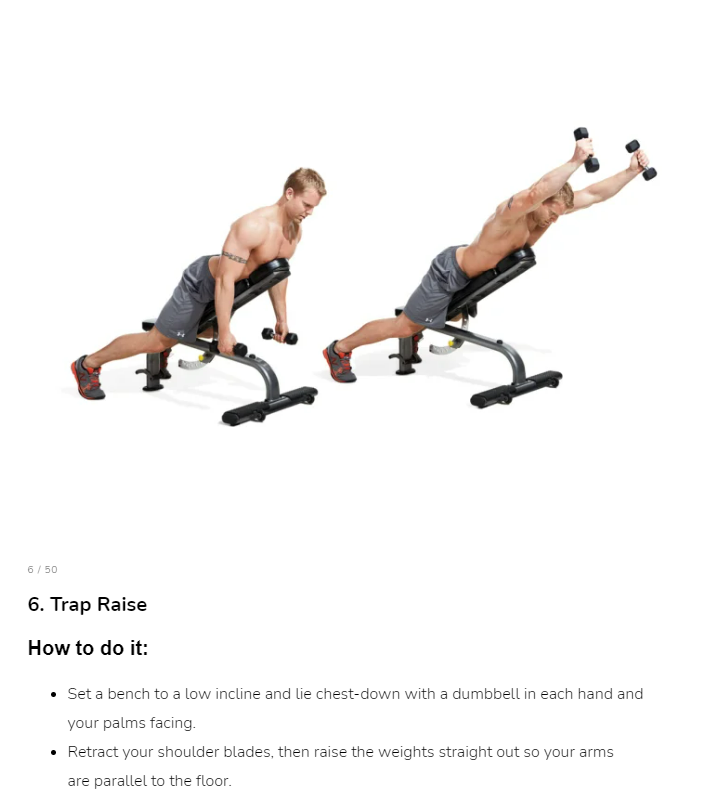 6 / 50
6. Trap Raise
How to do it:
• Set a bench to a low incline and lie chest-down with a dumbbell in each hand and
your palms facing.
• Retract your shoulder blades, then raise the weights straight out so your arms
are parallel to the floor.